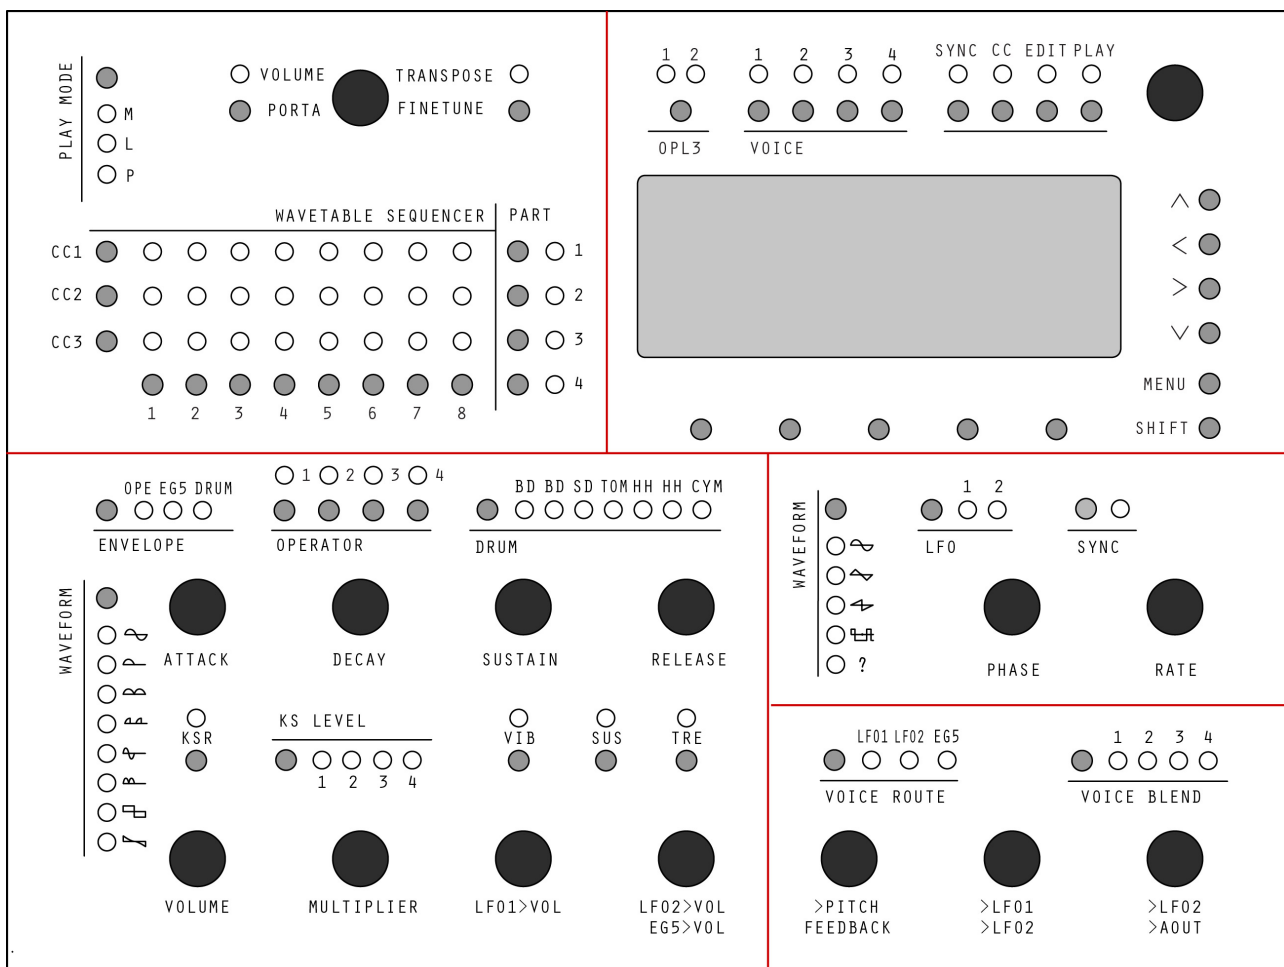 PLAY MODE
VOLUME
TRANSPOSE
PORTA
FINETUNE
M
L
P
WAVETABLE SEQUENCER
PART
CC1
1
CC2
2
CC3
3
4
1 2 3 4 5 6 7 8
1 2
1 2 3 4
SYNC CC EDIT PLAY
OPL3
VOICE
^
<
>
V
MENU
SHIFT
OPE EG5 DRUM
1 2 3 4
BD BD SD TOM HH HH CYM
ENVELOPE
OPERATOR
DRUM
WAVEFORM
ATTACK
DECAY
SUSTAIN
RELEASE
KSR
KS LEVEL
1 2 3 4
VIB
SUS
TRE
VOLUME
MULTIPLIER
LFO1>VOL
LFO2>VOL
EG5>VOL
WAVEFORM
1 2
LFO
SYNC
?
PHASE
RATE
LFO1 LFO2 EG5
VOICE ROUTE
1 2 3 4
VOICE BLEND
>PITCH
FEEDBACK
>LFO1
>LFO2
>LFO2
>AOUT